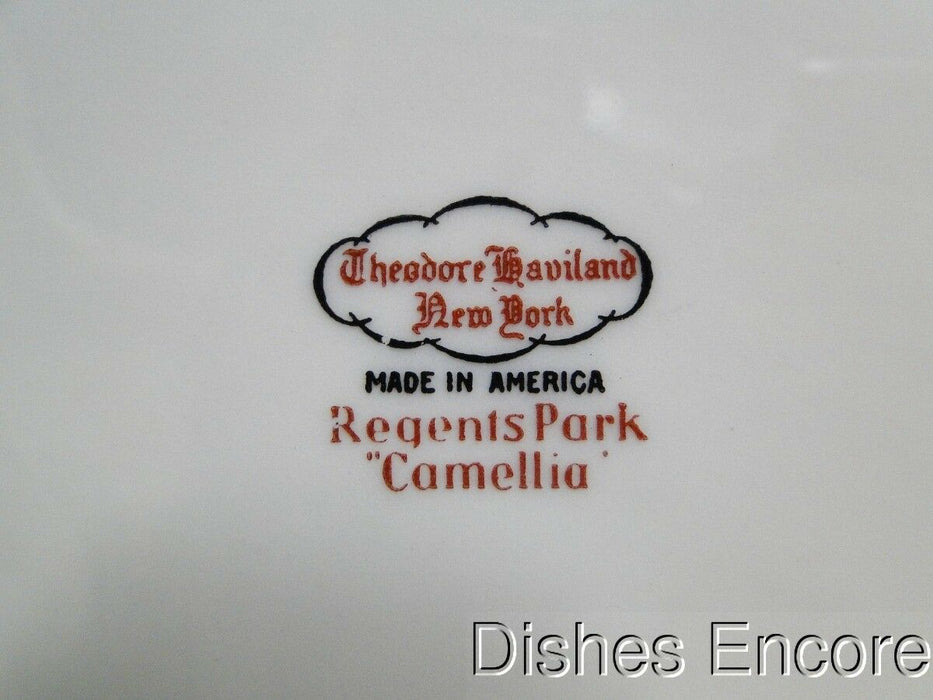 Theodore Haviland
New York
MADE IN AMERICA
Regents Park
"Camellia"
Dishes Encore